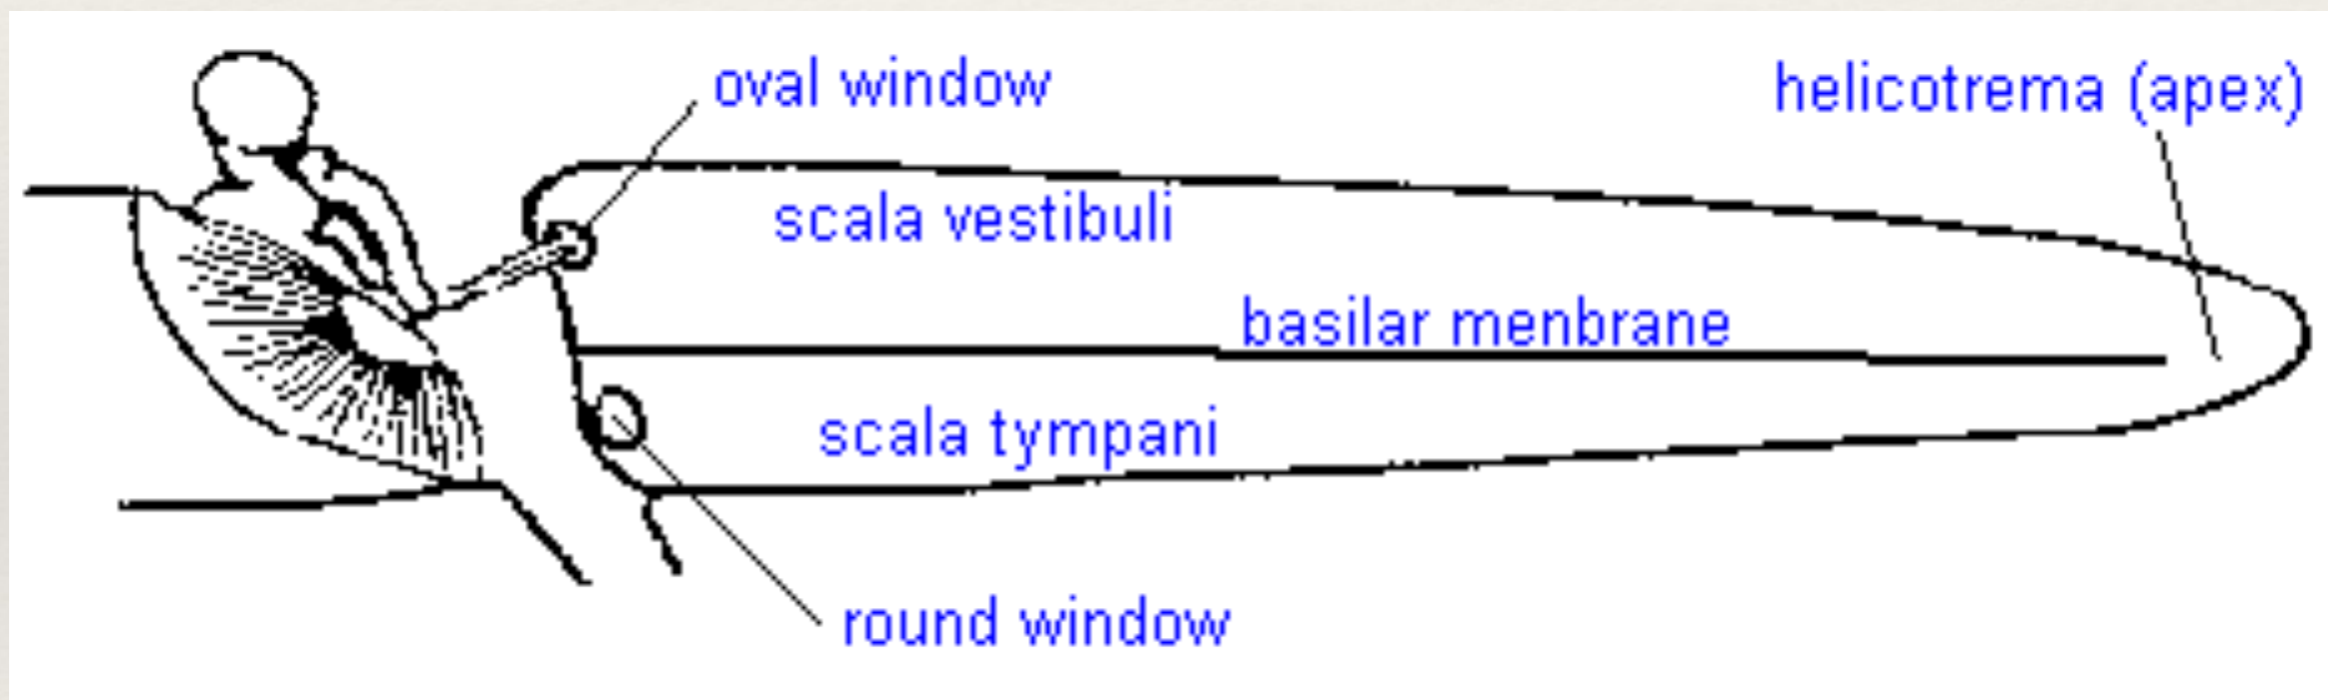 oval window
helicotrema (apex)
scala vestibuli
basilar menbrane
scala tympani
round window